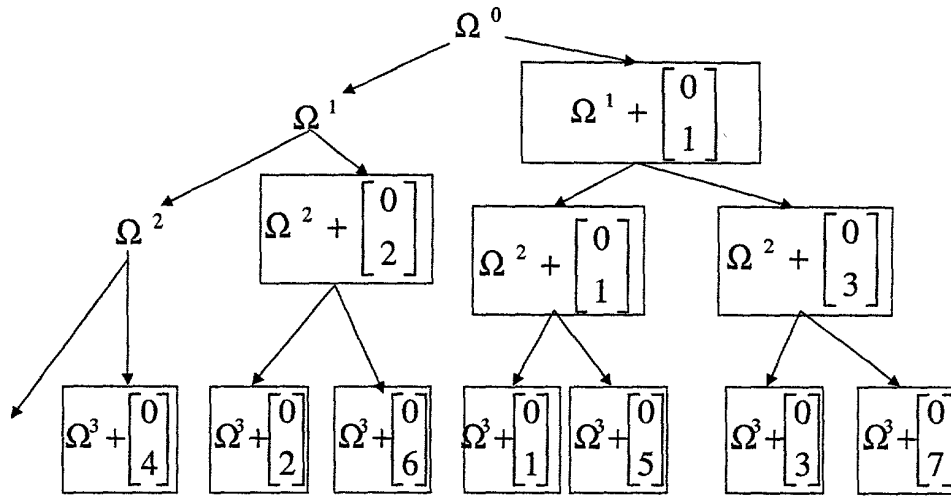 Ω⁰
Ω¹
Ω¹ + [0 1]
Ω²
Ω² + [0 2]
Ω² + [0 1]
Ω² + [0 3]
Ω³ + [0 4]
Ω³ + [0 2]
Ω³ + [0 6]
Ω³ + [0 1]
Ω³ + [0 5]
Ω³ + [0 3]
Ω³ + [0 7]